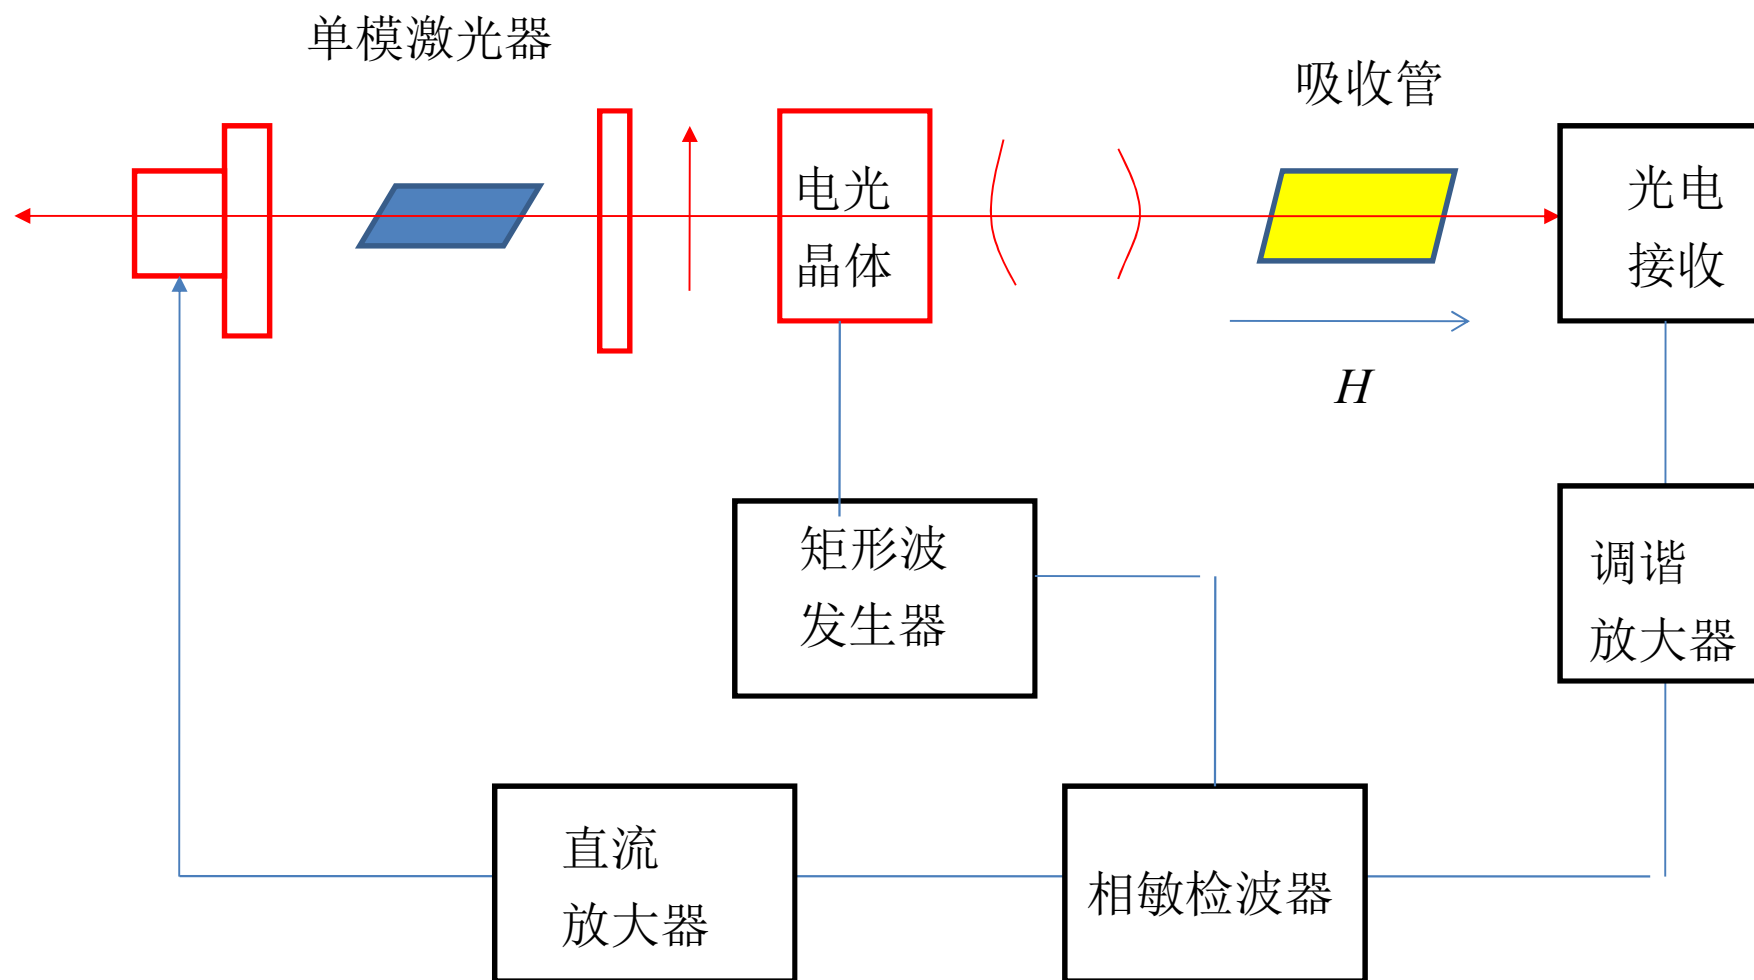 单模激光器
吸收管
电光
晶体
光电
接收
H
矩形波
发生器
调谐
放大器
直流
放大器
相敏检波器